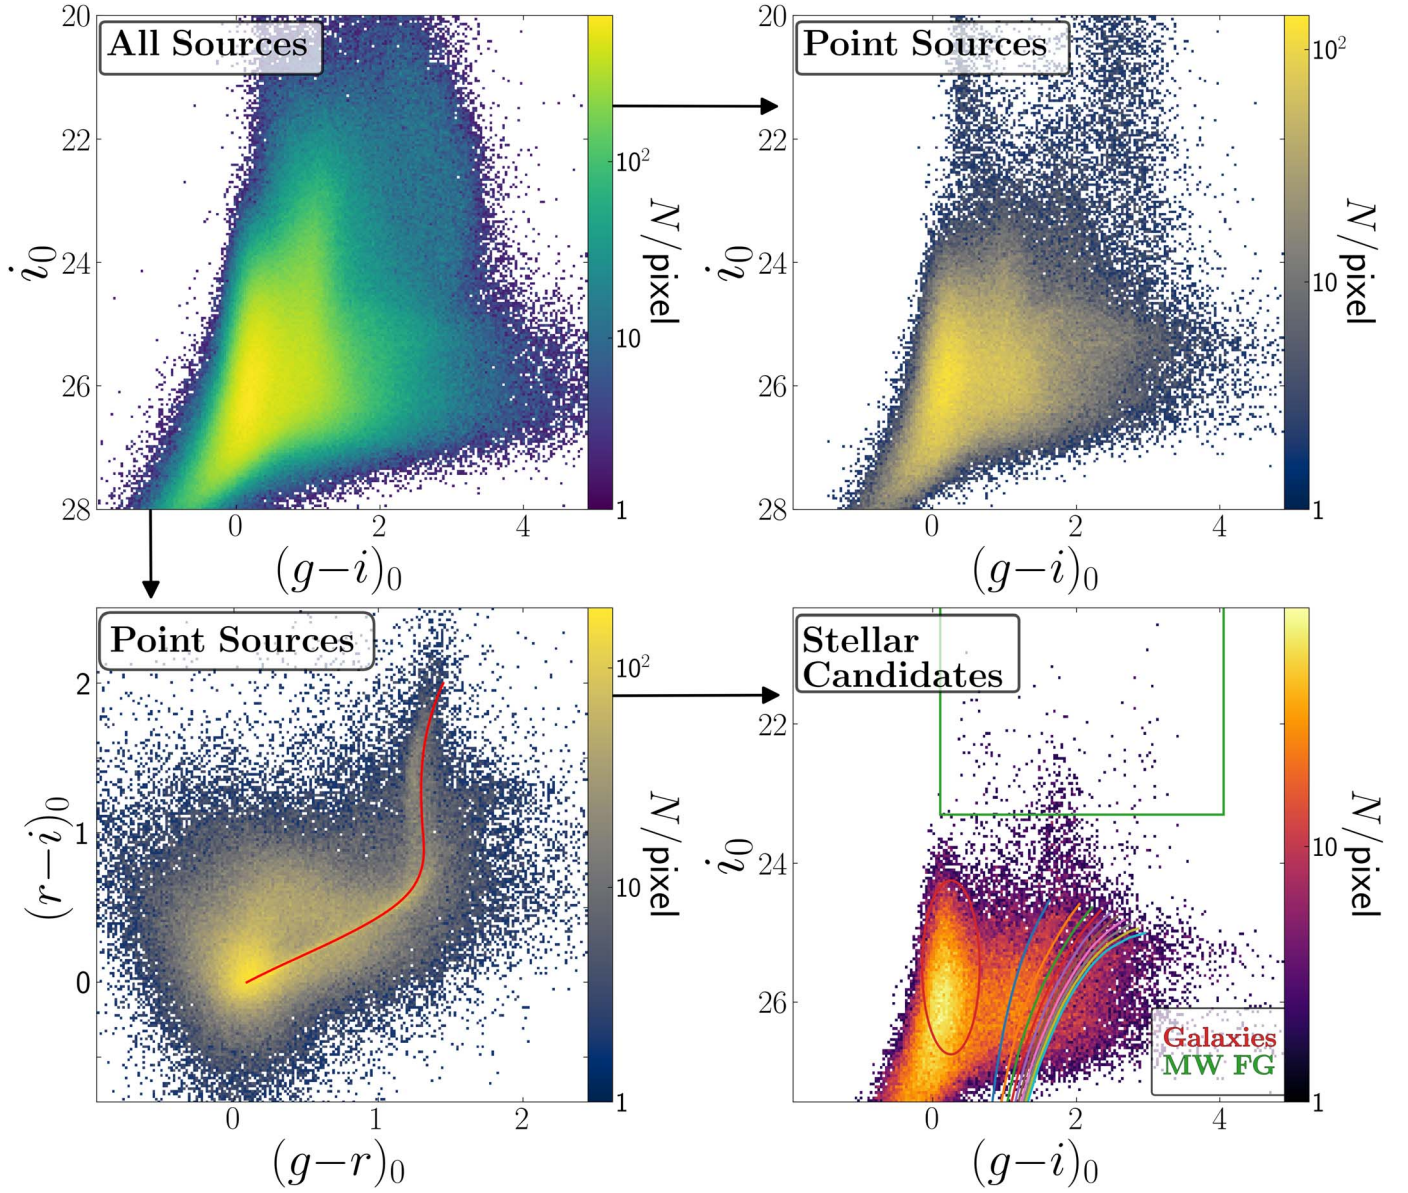 All Sources
20
22
24
26
28
i₀
0
2
4
(g−i)₀
10²
10
1
N/pixel
Point Sources
20
22
24
26
28
i₀
0
2
4
(g−i)₀
10²
10
1
N/pixel
Point Sources
2
1
0
(r−i)₀
0
1
2
(g−r)₀
10²
10
1
N/pixel
Stellar
Candidates
22
24
26
i₀
0
2
4
(g−i)₀
Galaxies
MW FG
10
1
N/pixel